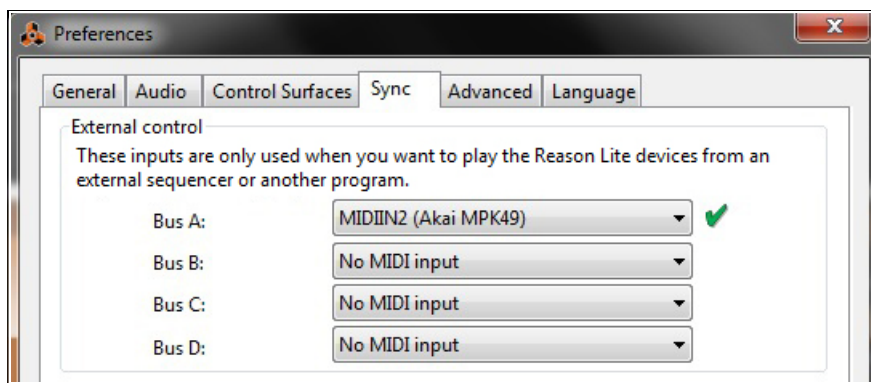 Preferences
General Audio Control Surfaces Sync Advanced Language
External control
These inputs are only used when you want to play the Reason Lite devices from an
external sequencer or another program.
Bus A: MIDIIN2 (Akai MPK49)
Bus B: No MIDI input
Bus C: No MIDI input
Bus D: No MIDI input